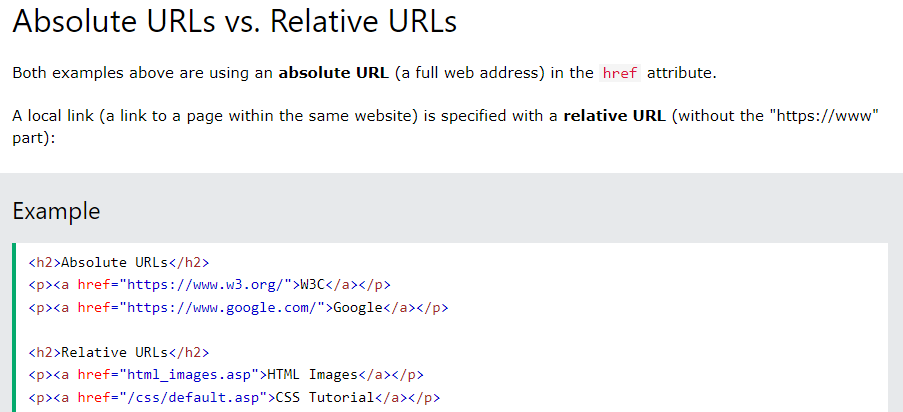 Absolute URLs vs. Relative URLs
Both examples above are using an absolute URL (a full web address) in the href attribute.
A local link (a link to a page within the same website) is specified with a relative URL (without the "https://www"
part):
Example
<h2>Absolute URLs</h2>
<p><a href="https://www.w3.org/">W3C</a></p>
<p><a href="https://www.google.com/">Google</a></p>
<h2>Relative URLs</h2>
<p><a href="html_images.asp">HTML Images</a></p>
<p><a href="/css/default.asp">CSS Tutorial</a></p>